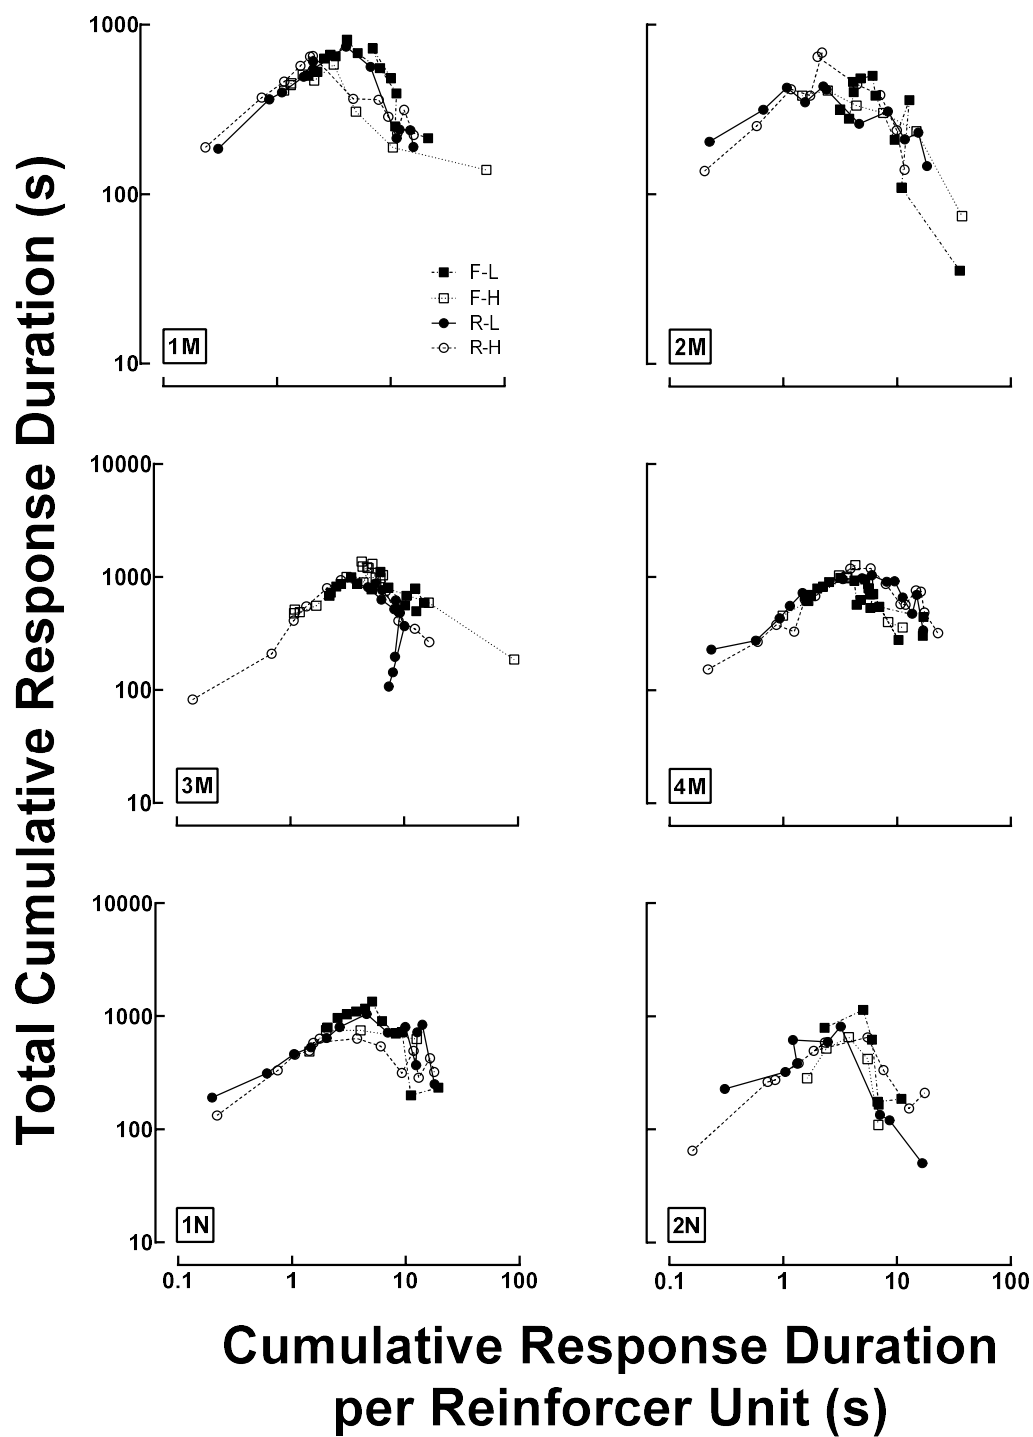 Total Cumulative Response Duration (s)
1000
100
10
F-L
F-H
R-L
R-H
1M
2M
10000
1000
100
10
3M
4M
10000
1000
100
10
1N
2N
0.1 1 10 100 0.1 1 10 100
Cumulative Response Duration
per Reinforcer Unit (s)